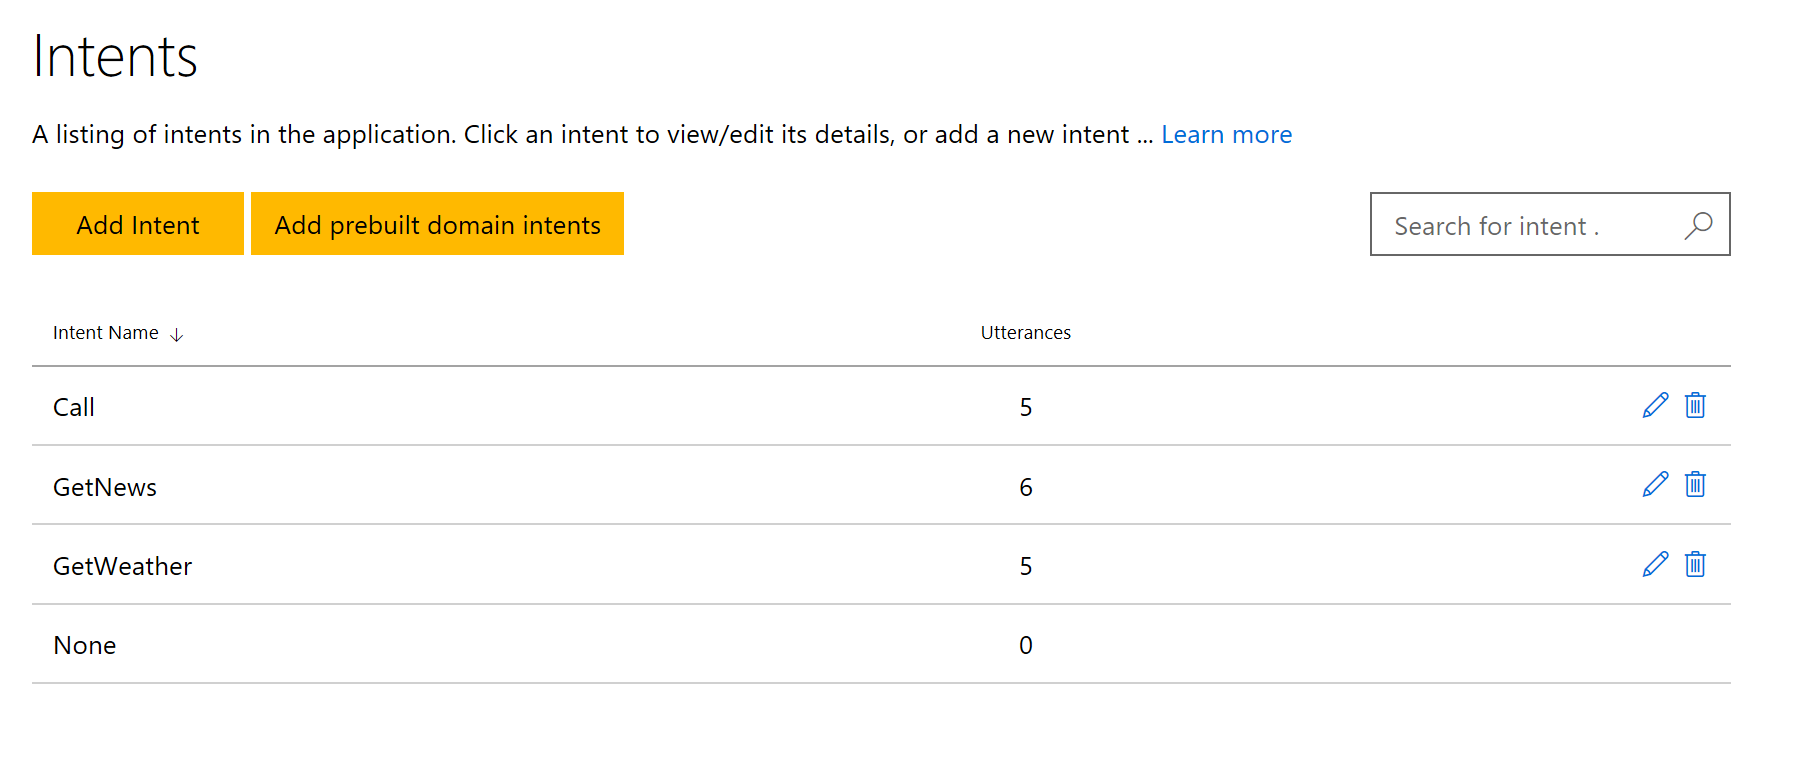 Intents
A listing of intents in the application. Click an intent to view/edit its details, or add a new intent ... Learn more
Add Intent Add prebuilt domain intents Search for intent .
Intent Name ↓ Utterances
Call 5
GetNews 6
GetWeather 5
None 0